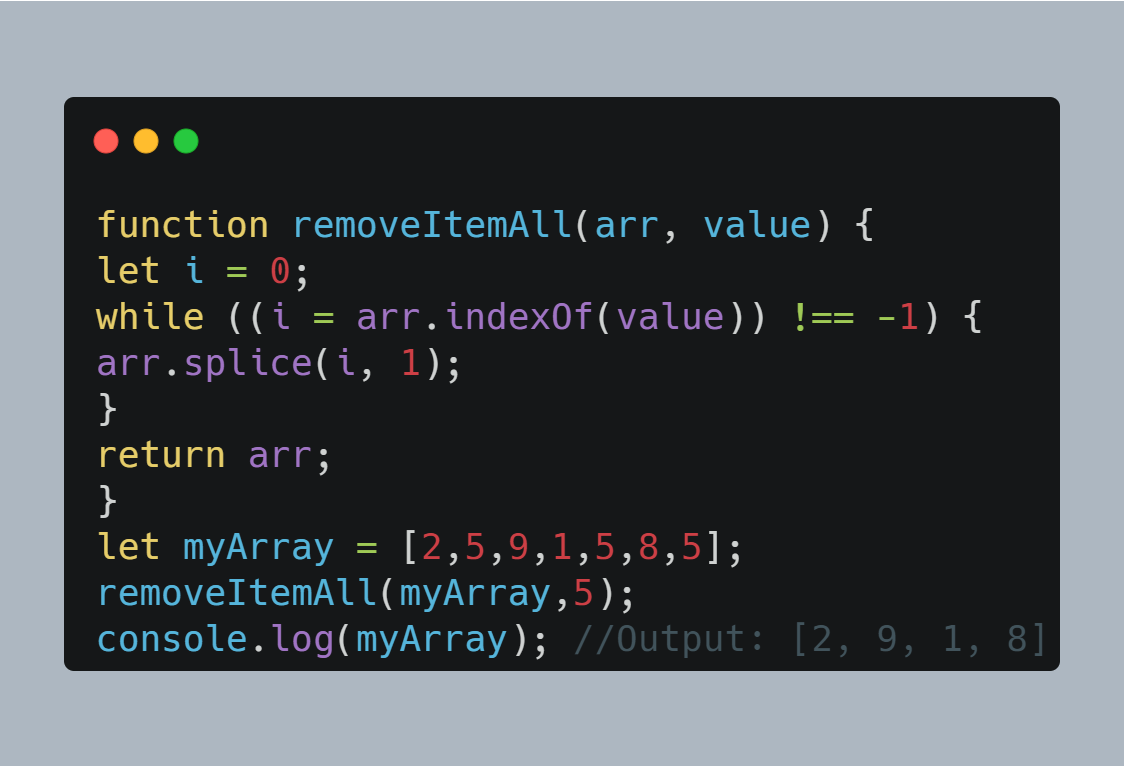 function removeItemAll(arr, value) {
let i = 0;
while ((i = arr.indexOf(value)) !== -1) {
arr.splice(i, 1);
}
return arr;
}
let myArray = [2,5,9,1,5,8,5];
removeItemAll(myArray,5);
console.log(myArray); //Output: [2, 9, 1, 8]